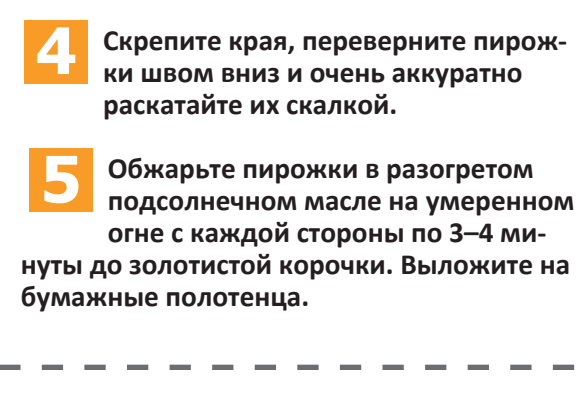 4 Скрепите края, переверните пирож-
ки швом вниз и очень аккуратно
раскатайте их скалкой.
5 Обжарьте пирожки в разогретом
подсолнечном масле на умеренном
огне с каждой стороны по 3–4 ми-
нуты до золотистой корочки. Выложите на
бумажные полотенца.